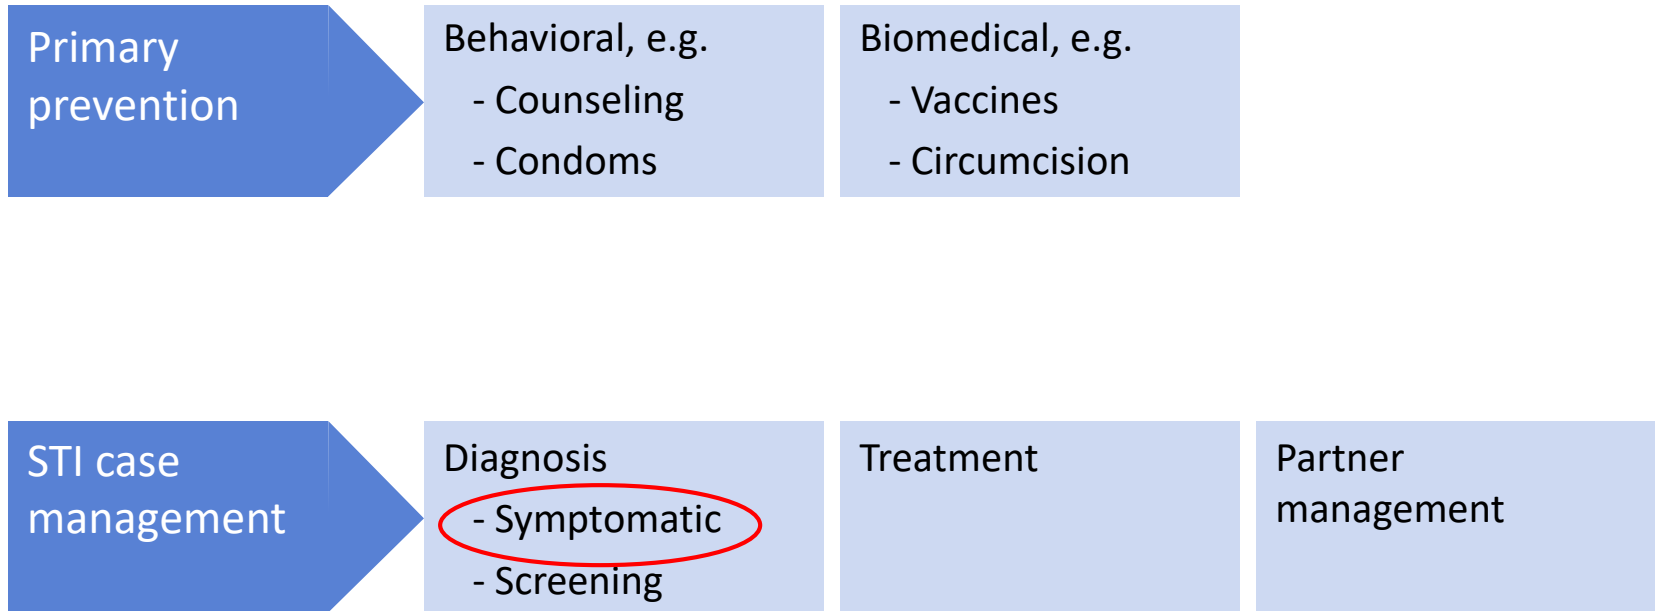 Primary
prevention
Behavioral, e.g.
- Counseling
- Condoms
Biomedical, e.g.
- Vaccines
- Circumcision
STI case
management
Diagnosis
- Symptomatic
- Screening
Treatment
Partner
management